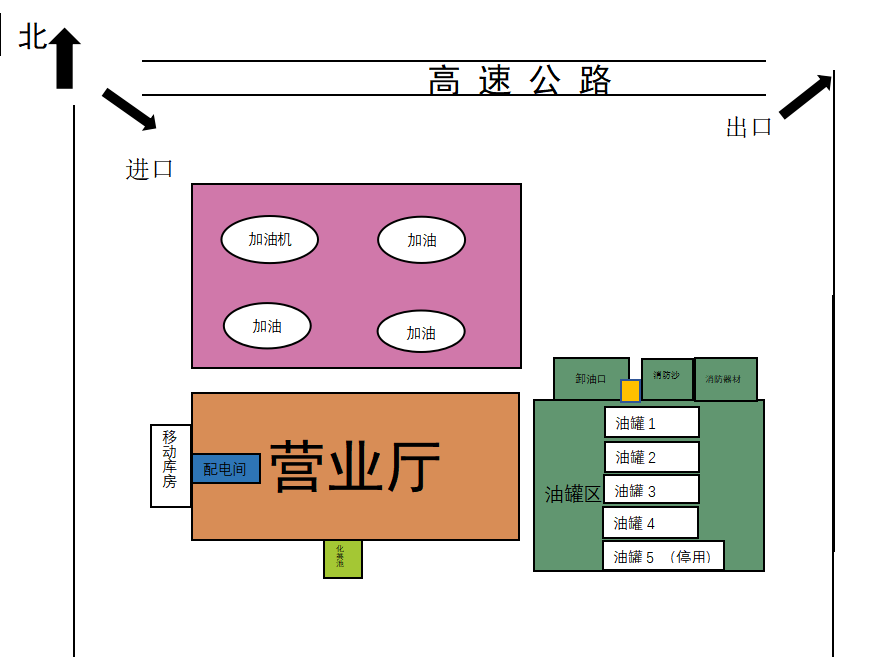 北
高速公路
出口
进口
加油机
加油
加油
加油
卸油口
消防沙
消防器材
油罐1
油罐2
油罐区
油罐3
油罐4
油罐5 (停用)
移动库房
配电间
营业厅
化粪池